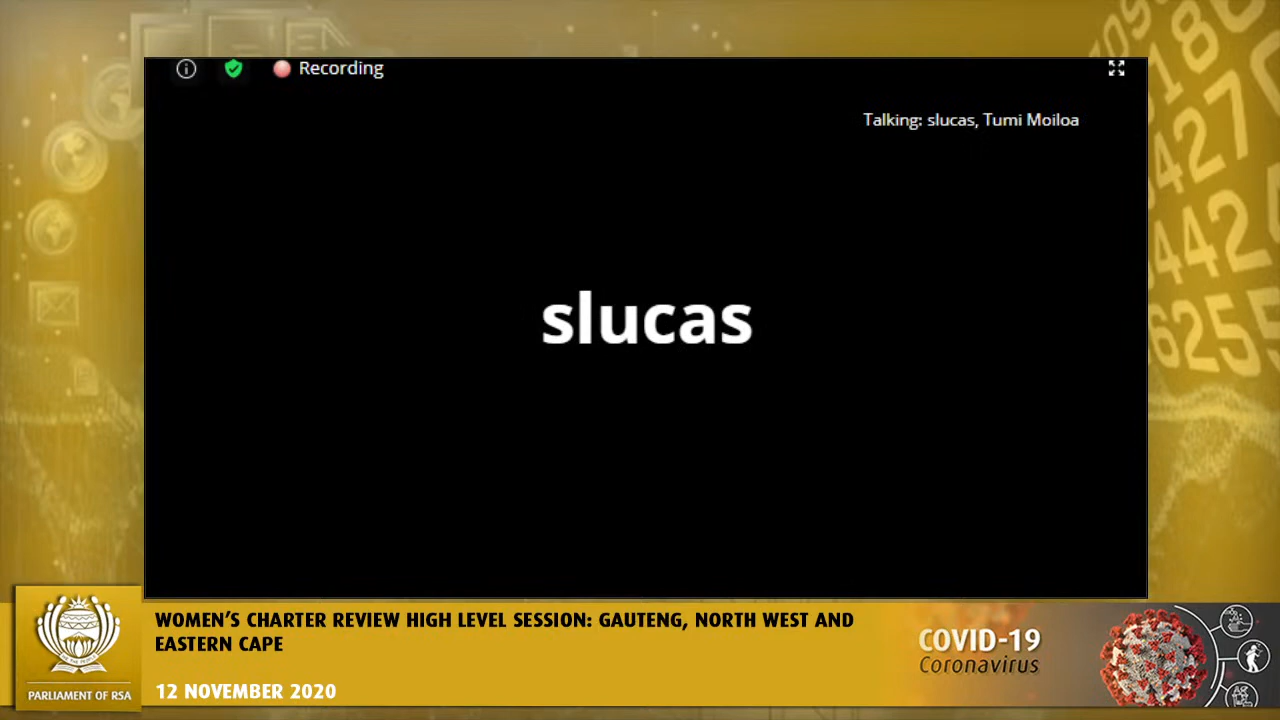 Recording
Talking: slucas, Tumi Moiloa
slucas
WOMEN'S CHARTER REVIEW HIGH LEVEL SESSION: GAUTENG, NORTH WEST AND
EASTERN CAPE
12 NOVEMBER 2020
PARLIAMENT OF RSA
COVID-19
Coronavirus